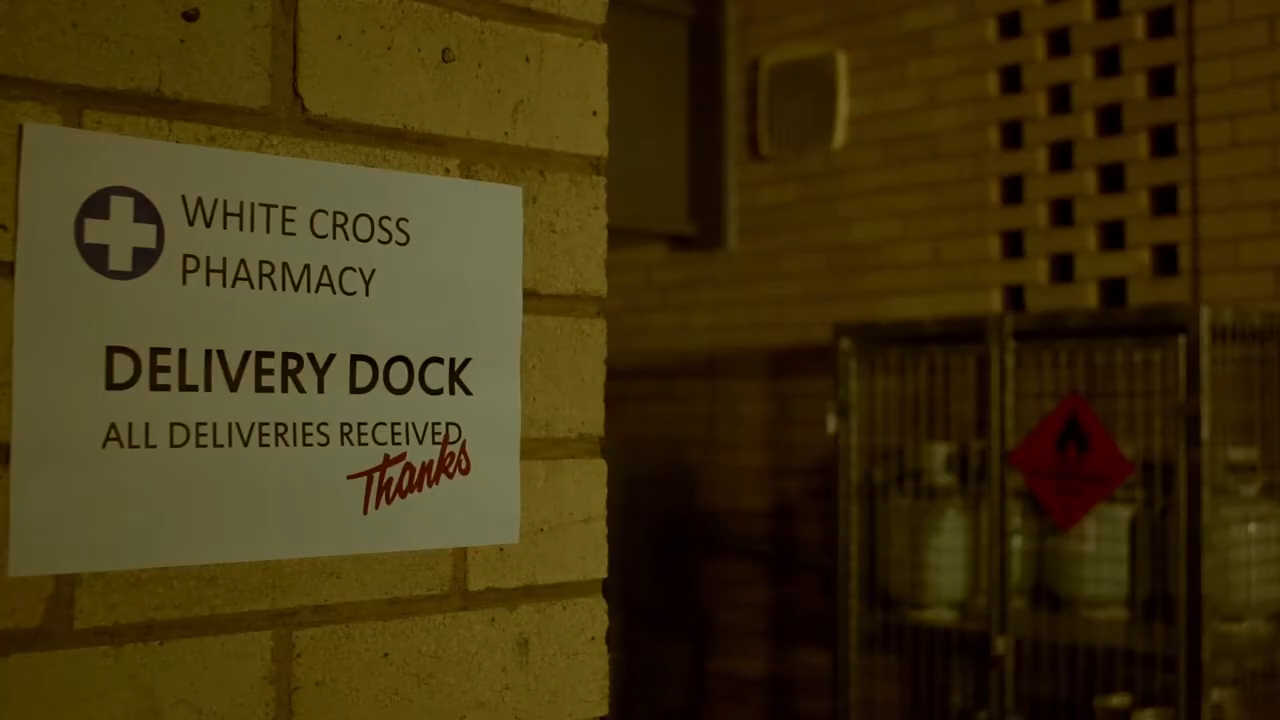 WHITE CROSS
PHARMACY
DELIVERY DOCK
ALL DELIVERIES RECEIVED
Thanks